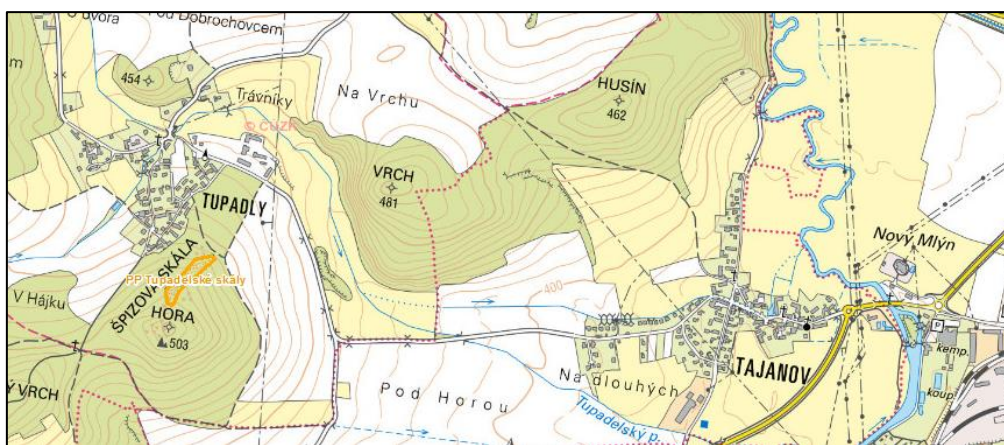 Pod Dobrochovcem
454
Trávníky
Na Vrchu
© ČÚZK
HUSÍN
462
VRCH
481
TUPADLY
ŠPIZOVA SKÁLA
PP Tupadelské skály
V Hájku
HORA
503
Ý VRCH
400
Nový Mlýn
P
kemp.
koup.
TAJANOV
Na dlouhých
Pod Horou
Tupadelský p.